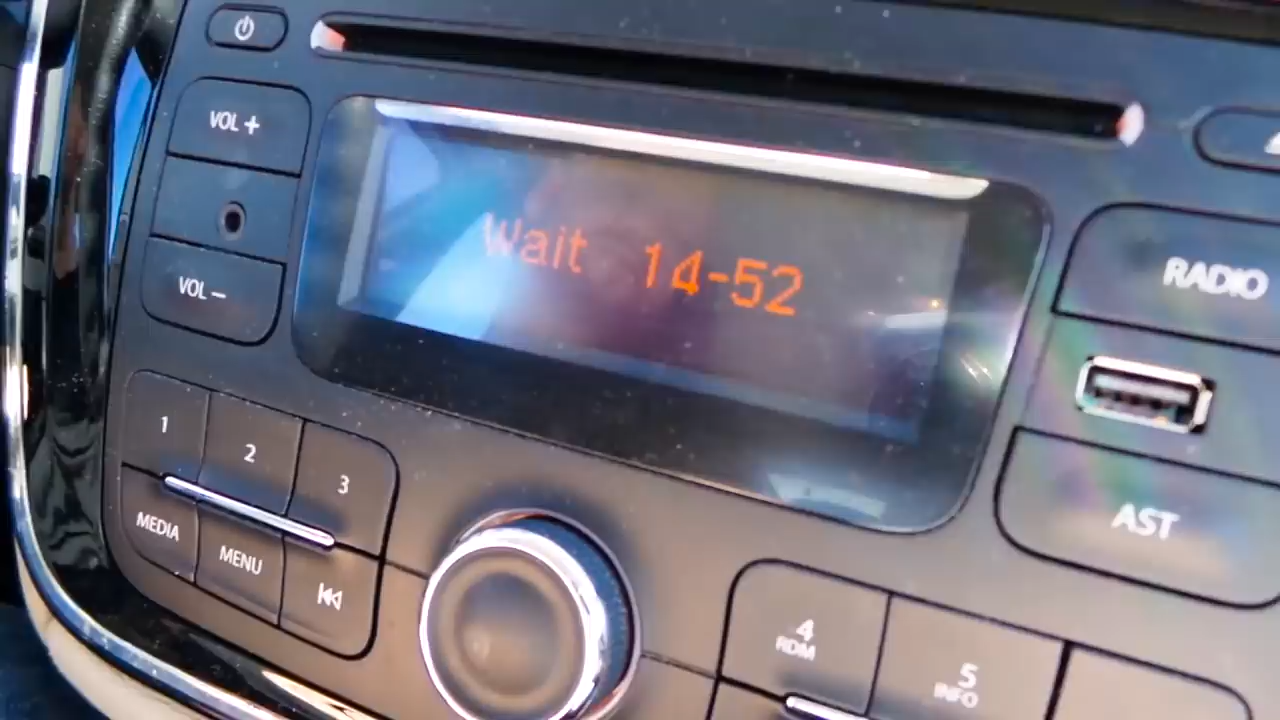 VOL +
Wait 14-52
VOL −
RADIO
1
2
3
MEDIA
MENU
AST
4
RDM
5
INFO